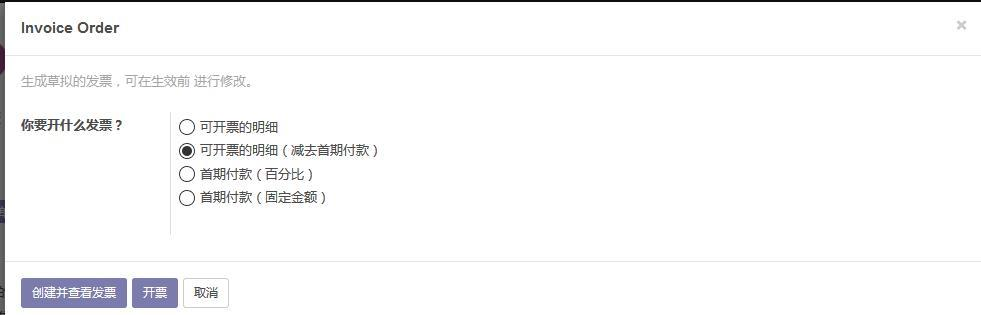 Invoice Order
×
生成草拟的发票，可在生效前 进行修改。
你要开什么发票？
可开票的明细
可开票的明细（减去首期付款）
首期付款（百分比）
首期付款（固定金额）
创建并查看发票 开票 取消